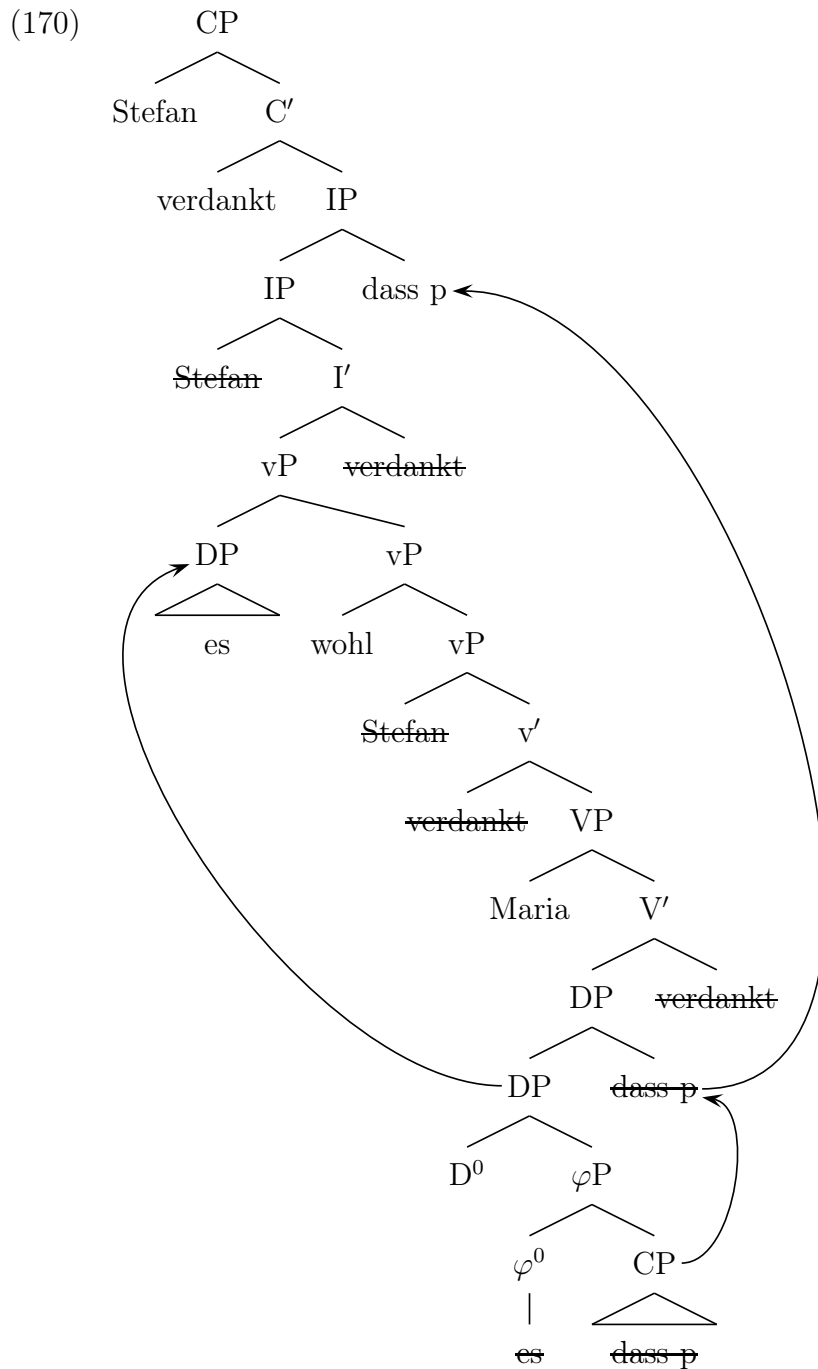 (170) CP
Stefan C′
verdankt IP
IP dass p
Stefan I′
vP verdankt
DP vP
es wohl vP
Stefan v′
verdankt VP
Maria V′
DP verdankt
DP dass p
D⁰ φP
φ⁰ CP
es dass p